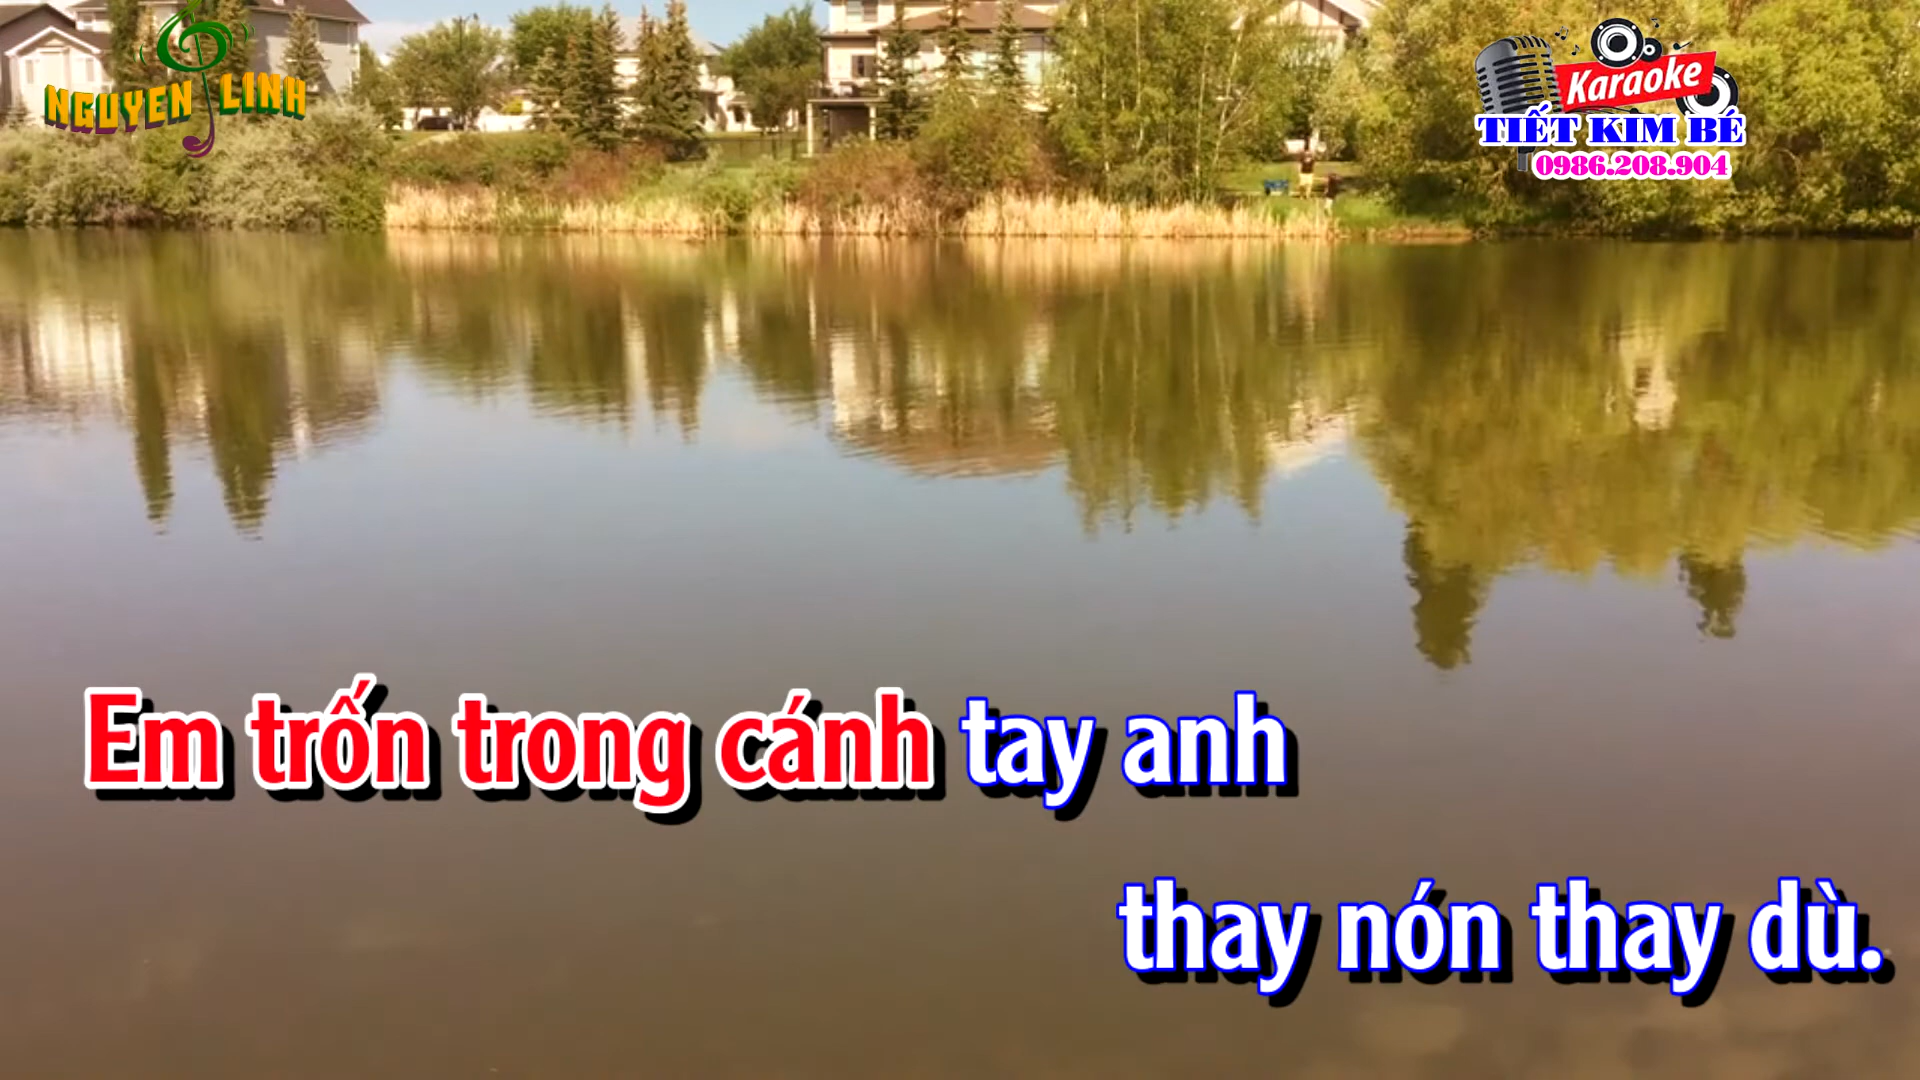 NGUYEN LINH
Karaoke
TIẾT KIM BÉ
0986.208.904
Em trốn trong cánh tay anh
thay nón thay dù.